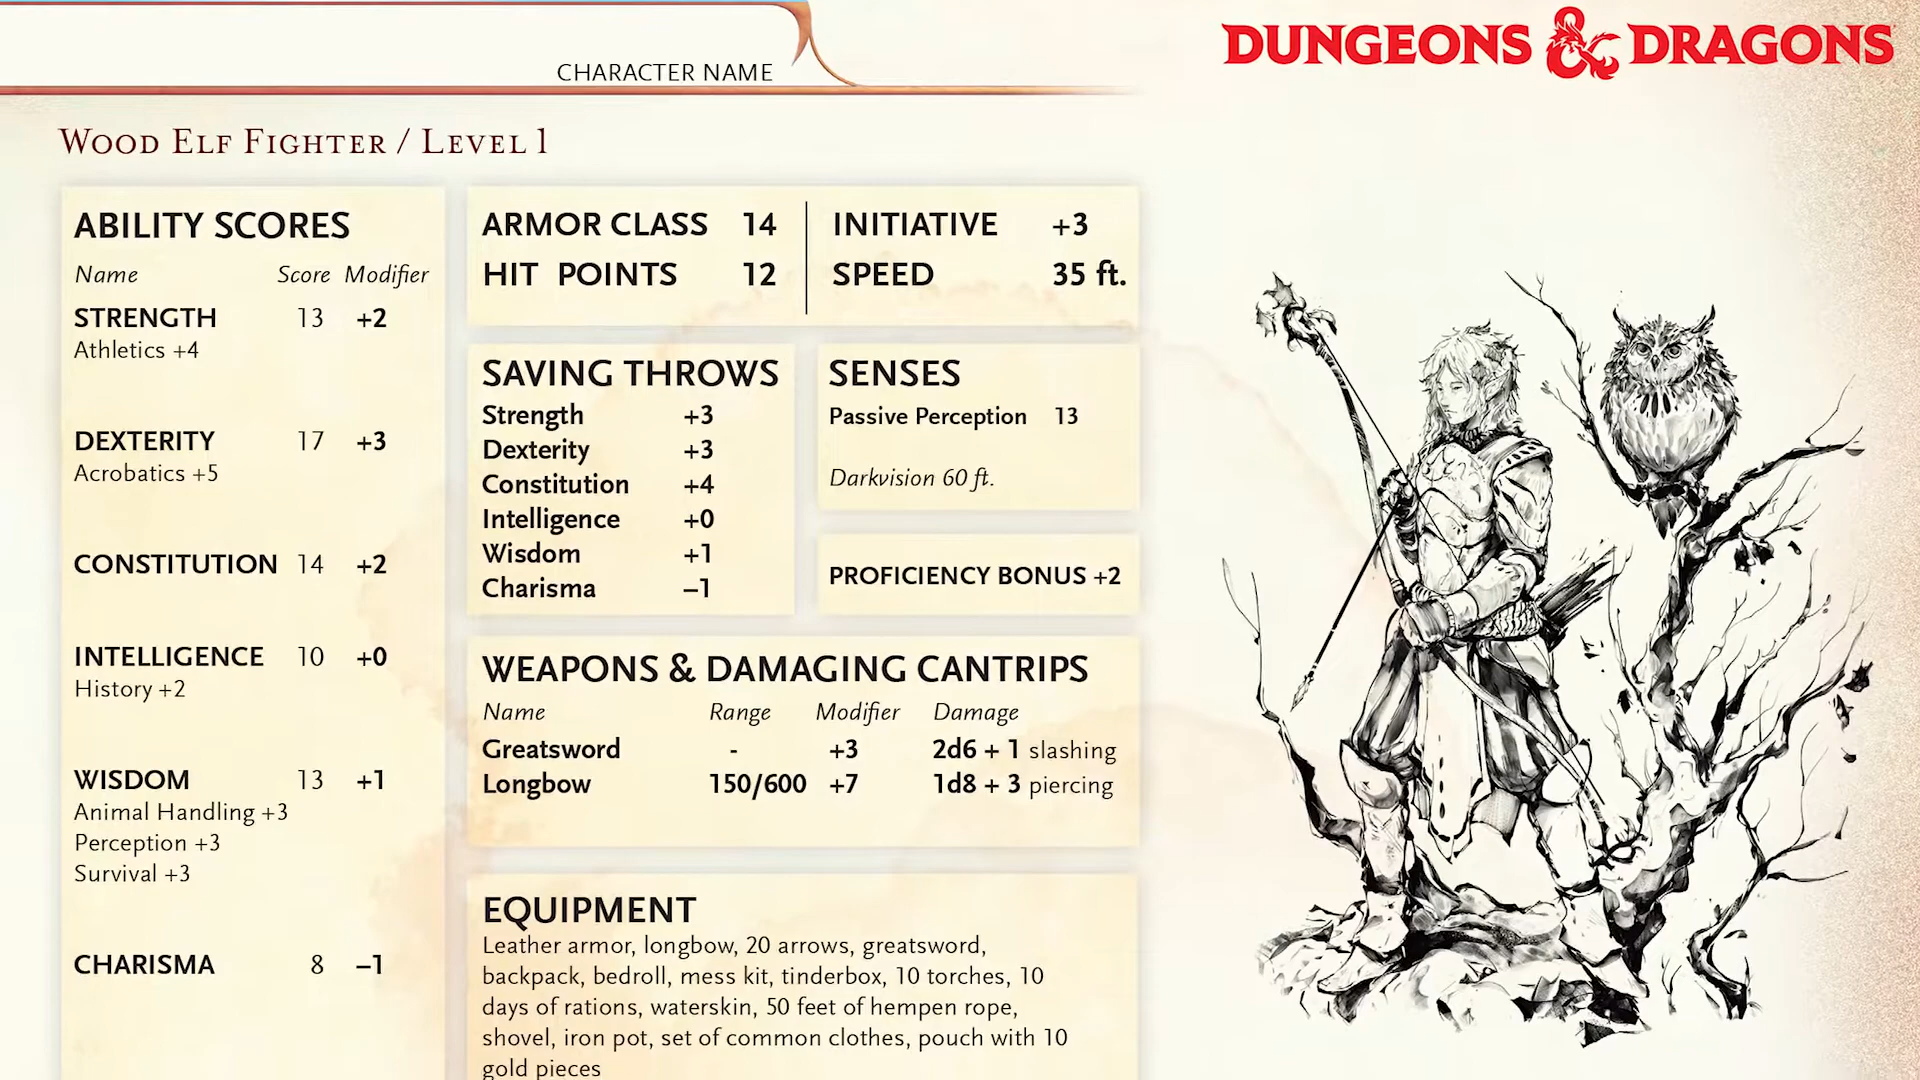 DUNGEONS & DRAGONS
CHARACTER NAME
WOOD ELF FIGHTER / LEVEL 1
ABILITY SCORES
Name Score Modifier
STRENGTH 13 +2
Athletics +4
DEXTERITY 17 +3
Acrobatics +5
CONSTITUTION 14 +2
INTELLIGENCE 10 +0
History +2
WISDOM 13 +1
Animal Handling +3
Perception +3
Survival +3
CHARISMA 8 –1
ARMOR CLASS 14
HIT POINTS 12
INITIATIVE +3
SPEED 35 ft.
SAVING THROWS
Strength +3
Dexterity +3
Constitution +4
Intelligence +0
Wisdom +1
Charisma –1
SENSES
Passive Perception 13
Darkvision 60 ft.
PROFICIENCY BONUS +2
WEAPONS & DAMAGING CANTRIPS
Name Range Modifier Damage
Greatsword - +3 2d6 + 1 slashing
Longbow 150/600 +7 1d8 + 3 piercing
EQUIPMENT
Leather armor, longbow, 20 arrows, greatsword,
backpack, bedroll, mess kit, tinderbox, 10 torches, 10
days of rations, waterskin, 50 feet of hempen rope,
shovel, iron pot, set of common clothes, pouch with 10
gold pieces